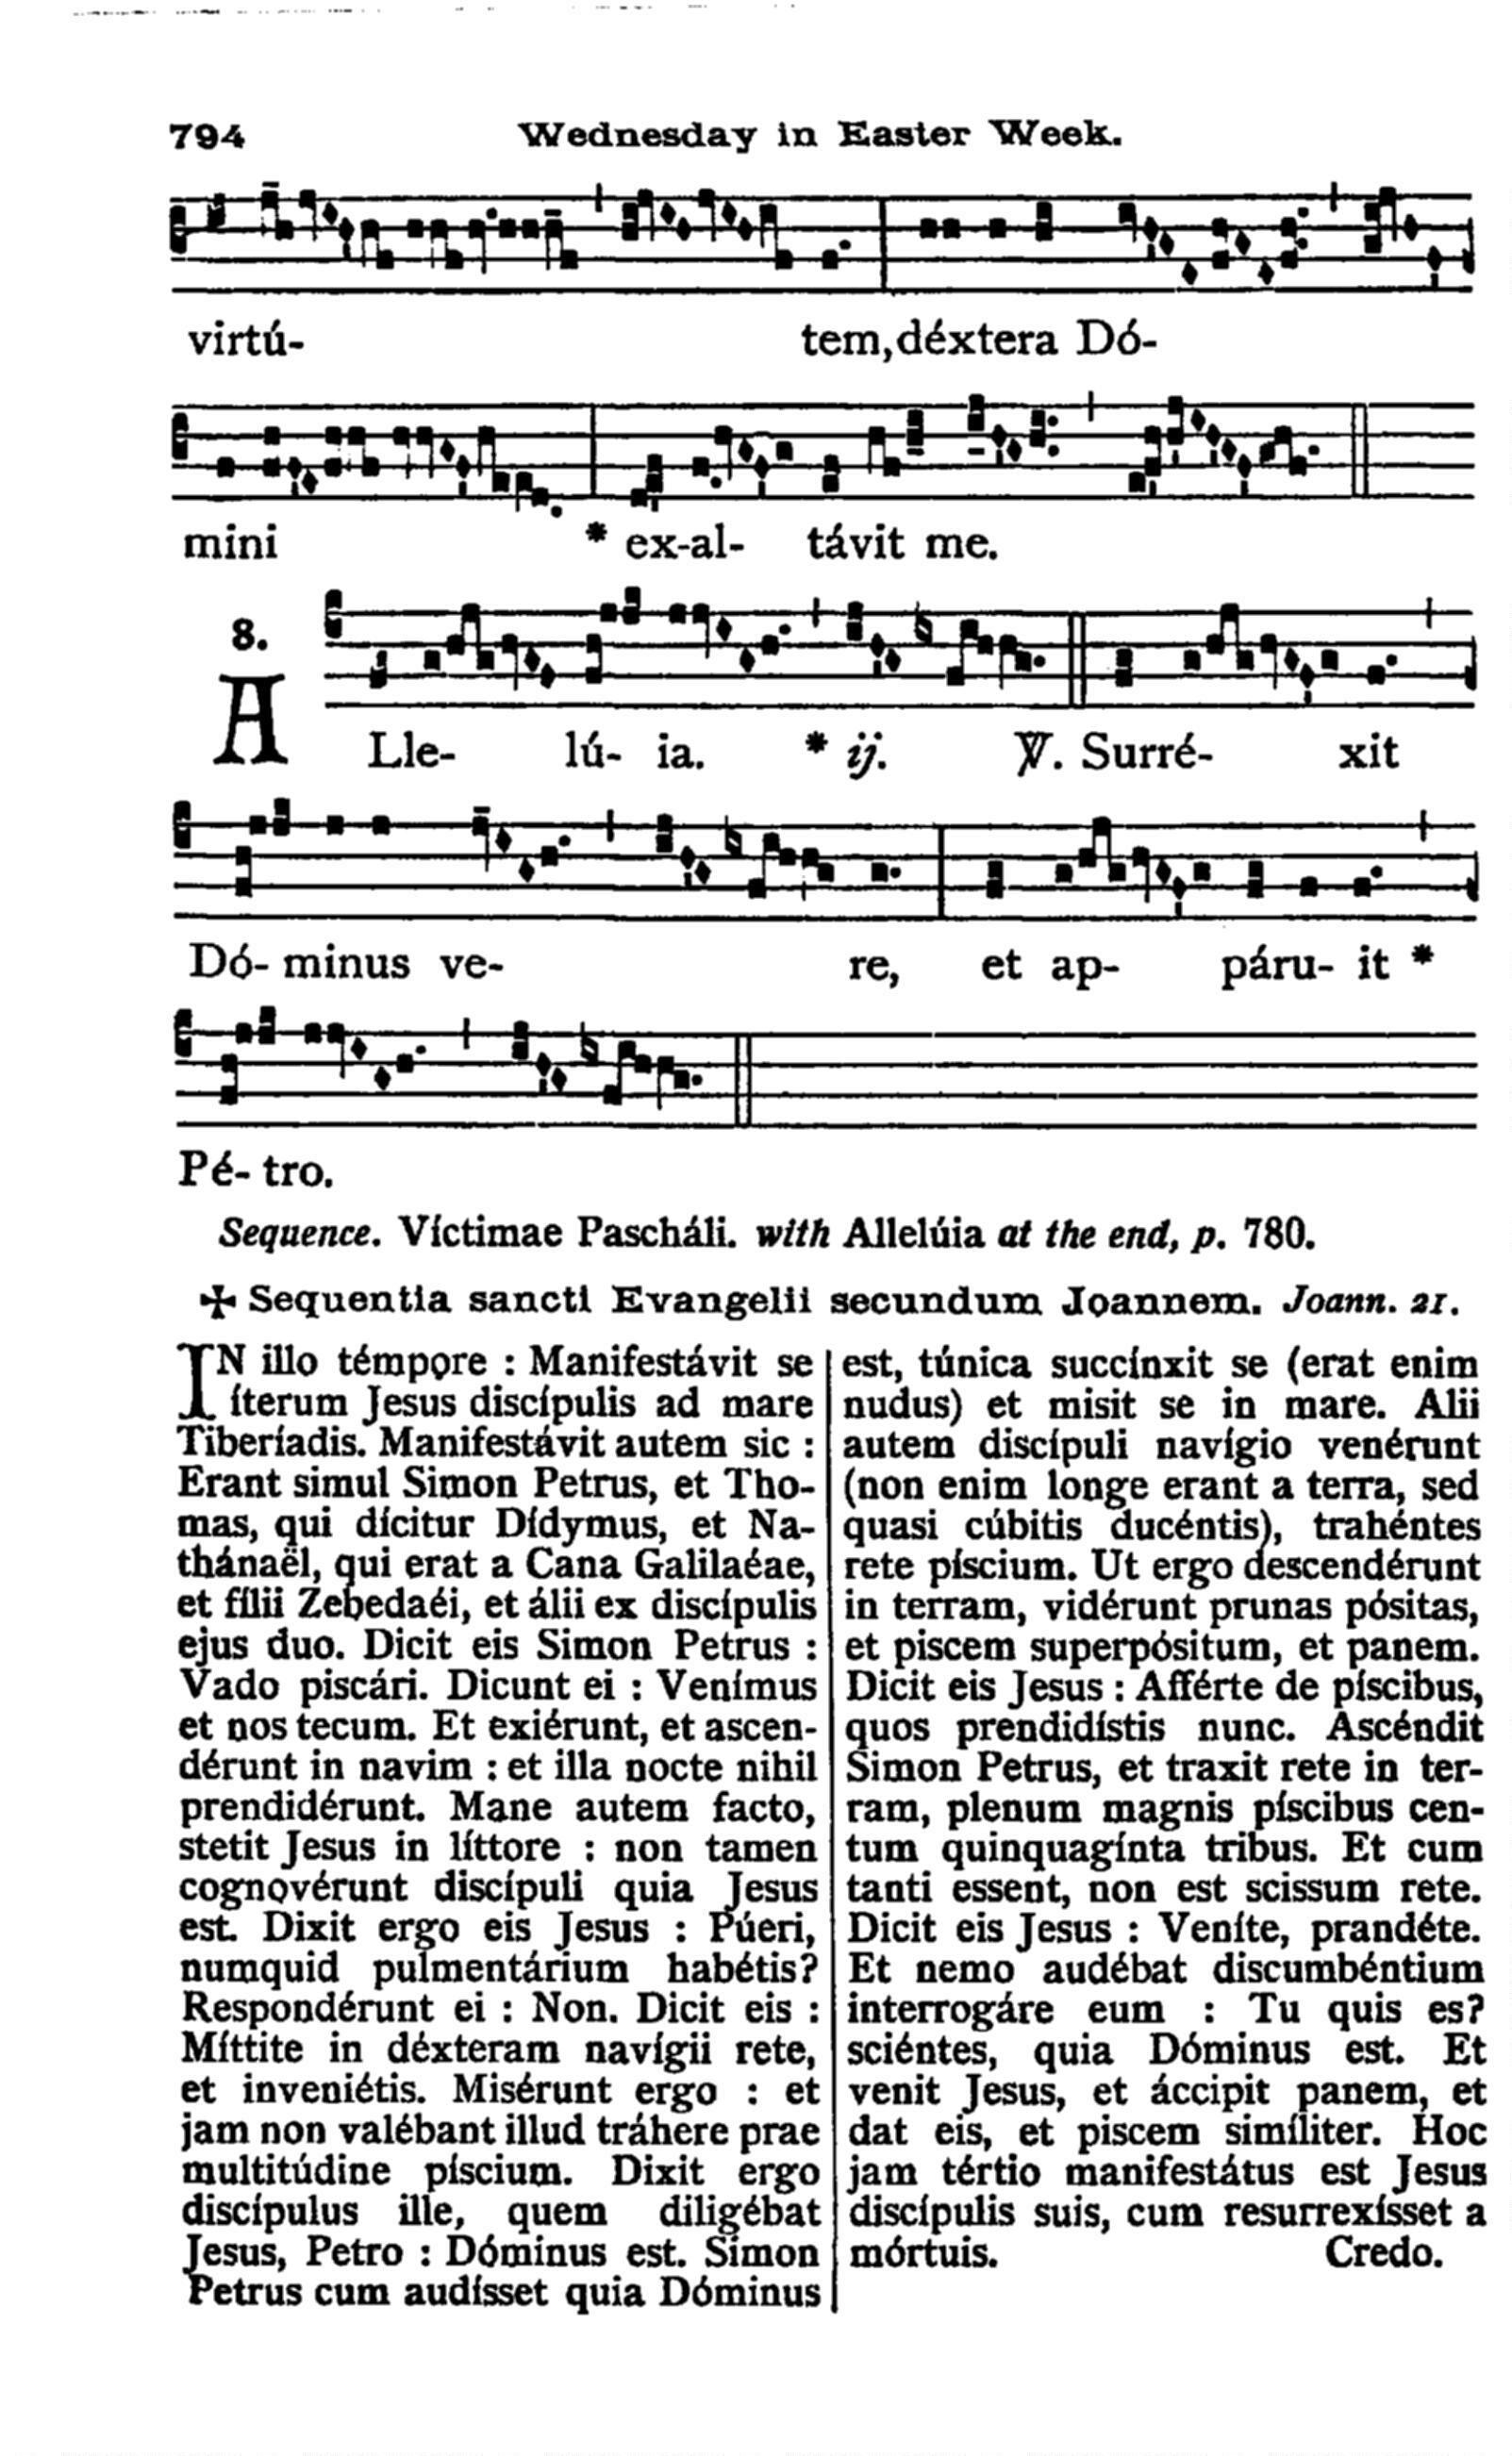 794 Wednesday in Easter Week.
virtú- tem, déxtera Dó-
mini * ex-al- távit me.
8.
ALle- lú- ia. * ij. ℣. Surré- xit
Dó- minus ve- re, et ap- páru- it *
Pé- tro.
Sequence. Víctimae Pascháli. with Allelúia at the end, p. 780.
✠ Sequentia sancti Evangelii secundum Joannem. Joann. 21.
IN illo témpore : Manifestávit se
íterum Jesus discípulis ad mare
Tiberíadis. Manifestávit autem sic :
Erant simul Simon Petrus, et Tho-
mas, qui dícitur Dídymus, et Na-
thánaël, qui erat a Cana Galilaéae,
et fílii Zebedaéi, et álii ex discípulis
ejus duo. Dicit eis Simon Petrus :
Vado piscári. Dicunt ei : Venímus
et nos tecum. Et exiérunt, et ascen-
dérunt in navim : et illa nocte nihil
prendidérunt. Mane autem facto,
stetit Jesus in líttore : non tamen
cognovérunt discípuli quia Jesus
est. Dixit ergo eis Jesus : Púeri,
numquid pulmentárium habétis?
Respondérunt ei : Non. Dicit eis :
Míttite in déxteram navígii rete,
et inveniétis. Misérunt ergo : et
jam non valébant illud tráhere prae
multitúdine píscium. Dixit ergo
discípulus ille, quem diligébat
Jesus, Petro : Dóminus est. Simon
Petrus cum audísset quia Dóminus
est, túnica succínxit se (erat enim
nudus) et misit se in mare. Alii
autem discípuli navígio venérunt
(non enim longe erant a terra, sed
quasi cúbitis ducéntis), trahéntes
rete píscium. Ut ergo descendérunt
in terram, vidérunt prunas pósitas,
et piscem superpósitum, et panem.
Dicit eis Jesus : Afférte de píscibus,
quos prendidístis nunc. Ascéndit
Simon Petrus, et traxit rete in ter-
ram, plenum magnis píscibus cen-
tum quinquagínta tribus. Et cum
tanti essent, non est scissum rete.
Dicit eis Jesus : Veníte, prandéte.
Et nemo audébat discumbéntium
interrogáre eum : Tu quis es?
sciéntes, quia Dóminus est. Et
venit Jesus, et áccipit panem, et
dat eis, et piscem simíliter. Hoc
jam tértio manifestátus est Jesus
discípulis suis, cum resurrexísset a
mórtuis. Credo.